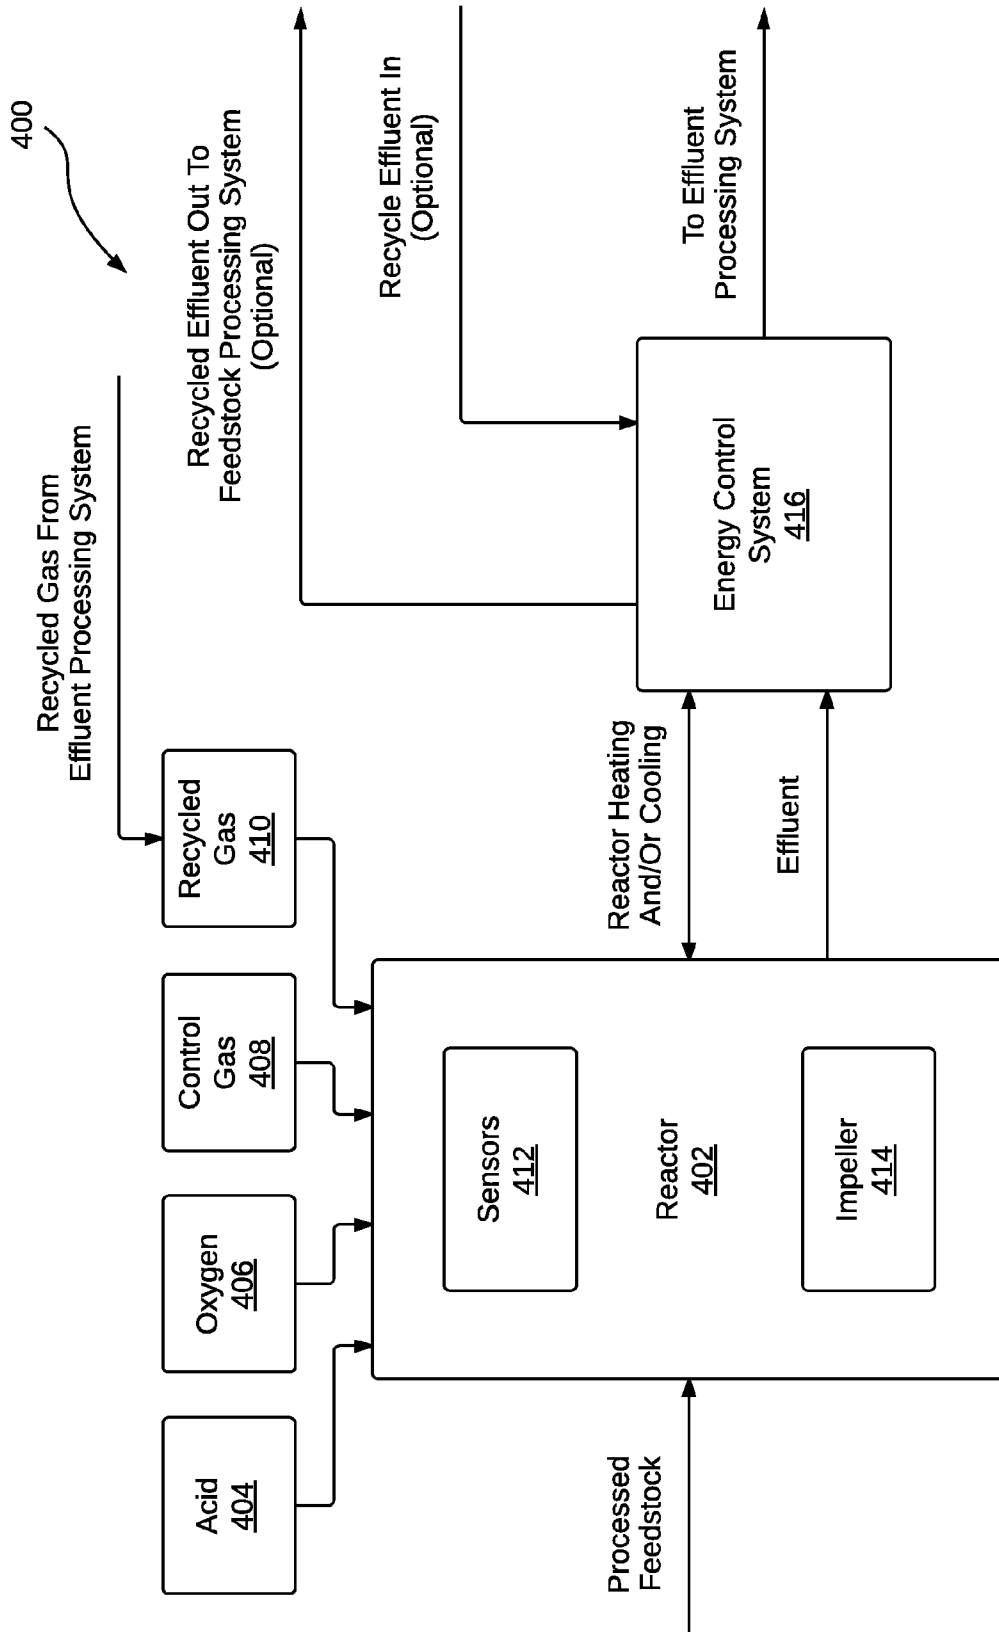 400
Recycled Gas From
Effluent Processing System
Recycled Effluent Out To
Feedstock Processing System
(Optional)
Recycle Effluent In
(Optional)
To Effluent
Processing System
Acid
404
Oxygen
406
Control
Gas
408
Recycled
Gas
410
Processed
Feedstock
Sensors
412
Reactor
402
Impeller
414
Reactor Heating
And/Or Cooling
Effluent
Energy Control
System
416